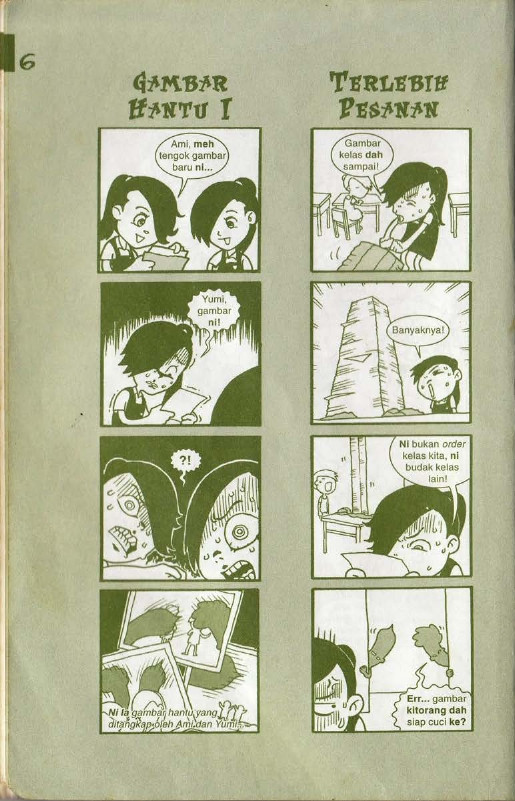 6
GAMBAR
HANTU I
Ami, meh
tengok gambar
baru ni...
Yumi,
gambar
ni!
?!
Ni la gambar hantu yang
ditangkap oleh Ami dan Yumi...
TERLEBIH
PESANAN
Gambar
kelas dah
sampai!
Banyaknya!
Ni bukan order
kelas kita, ni
budak kelas
lain!
Err... gambar
kitorang dah
siap cuci ke?